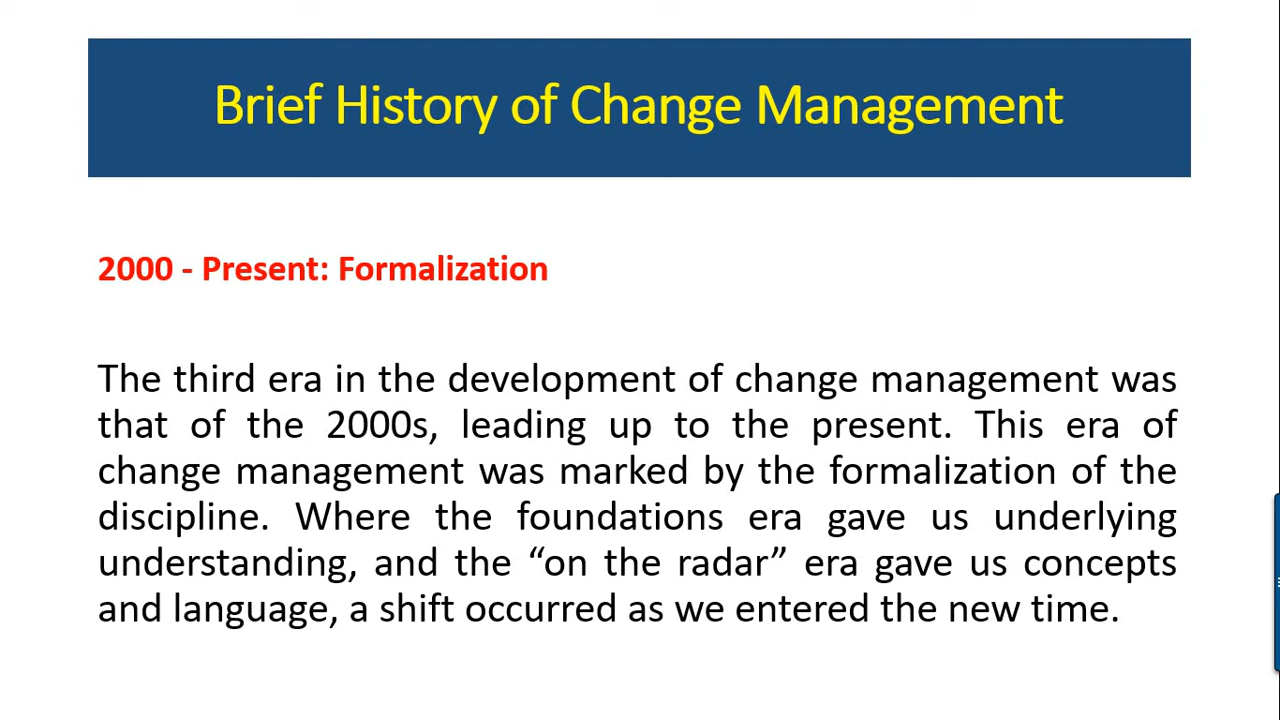 Brief History of Change Management
2000 - Present: Formalization
The third era in the development of change management was
that of the 2000s, leading up to the present. This era of
change management was marked by the formalization of the
discipline. Where the foundations era gave us underlying
understanding, and the “on the radar” era gave us concepts
and language, a shift occurred as we entered the new time.